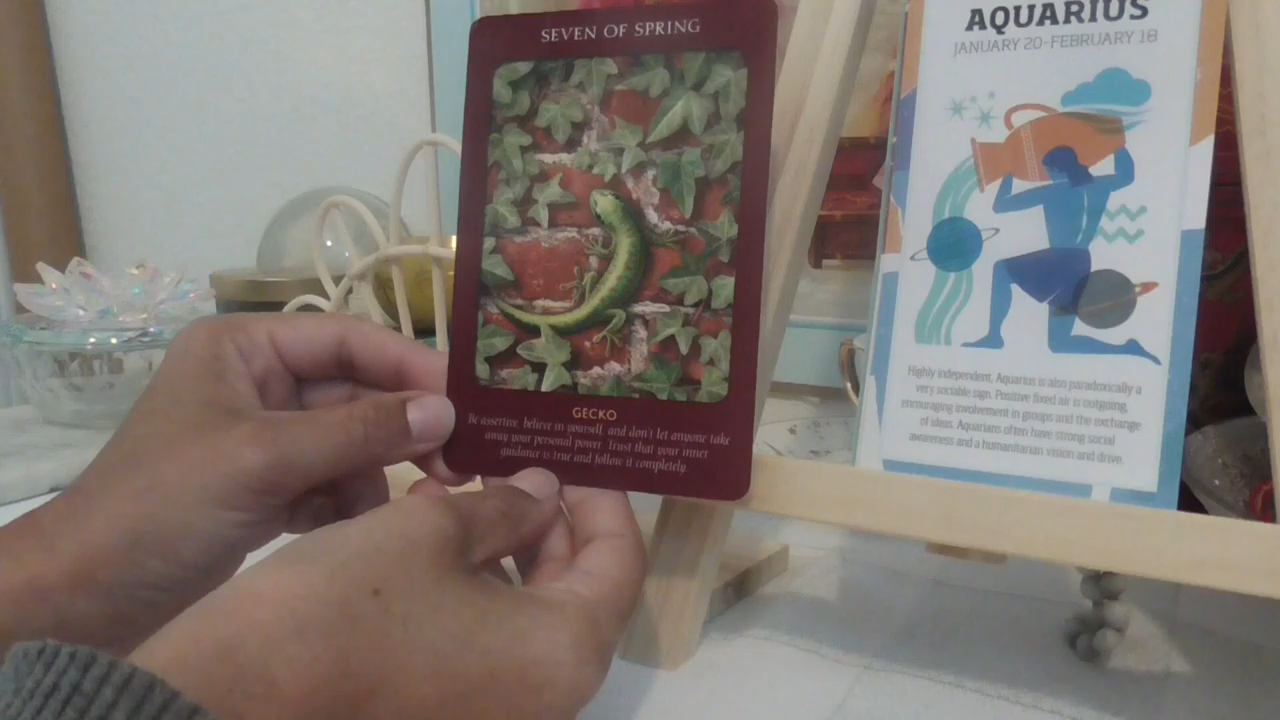 SEVEN OF SPRING
GECKO
Be assertive, believe in yourself, and don't let anyone take
away your personal power. Trust that your inner
guidance is true and follow it completely.
AQUARIUS
JANUARY 20-FEBRUARY 18
Highly independent, Aquarius is also paradoxically a
very sociable sign. Positive fixed air is outgoing,
encouraging involvement in groups and the exchange
of ideas. Aquarians often have strong social
awareness and a humanitarian vision and drive.